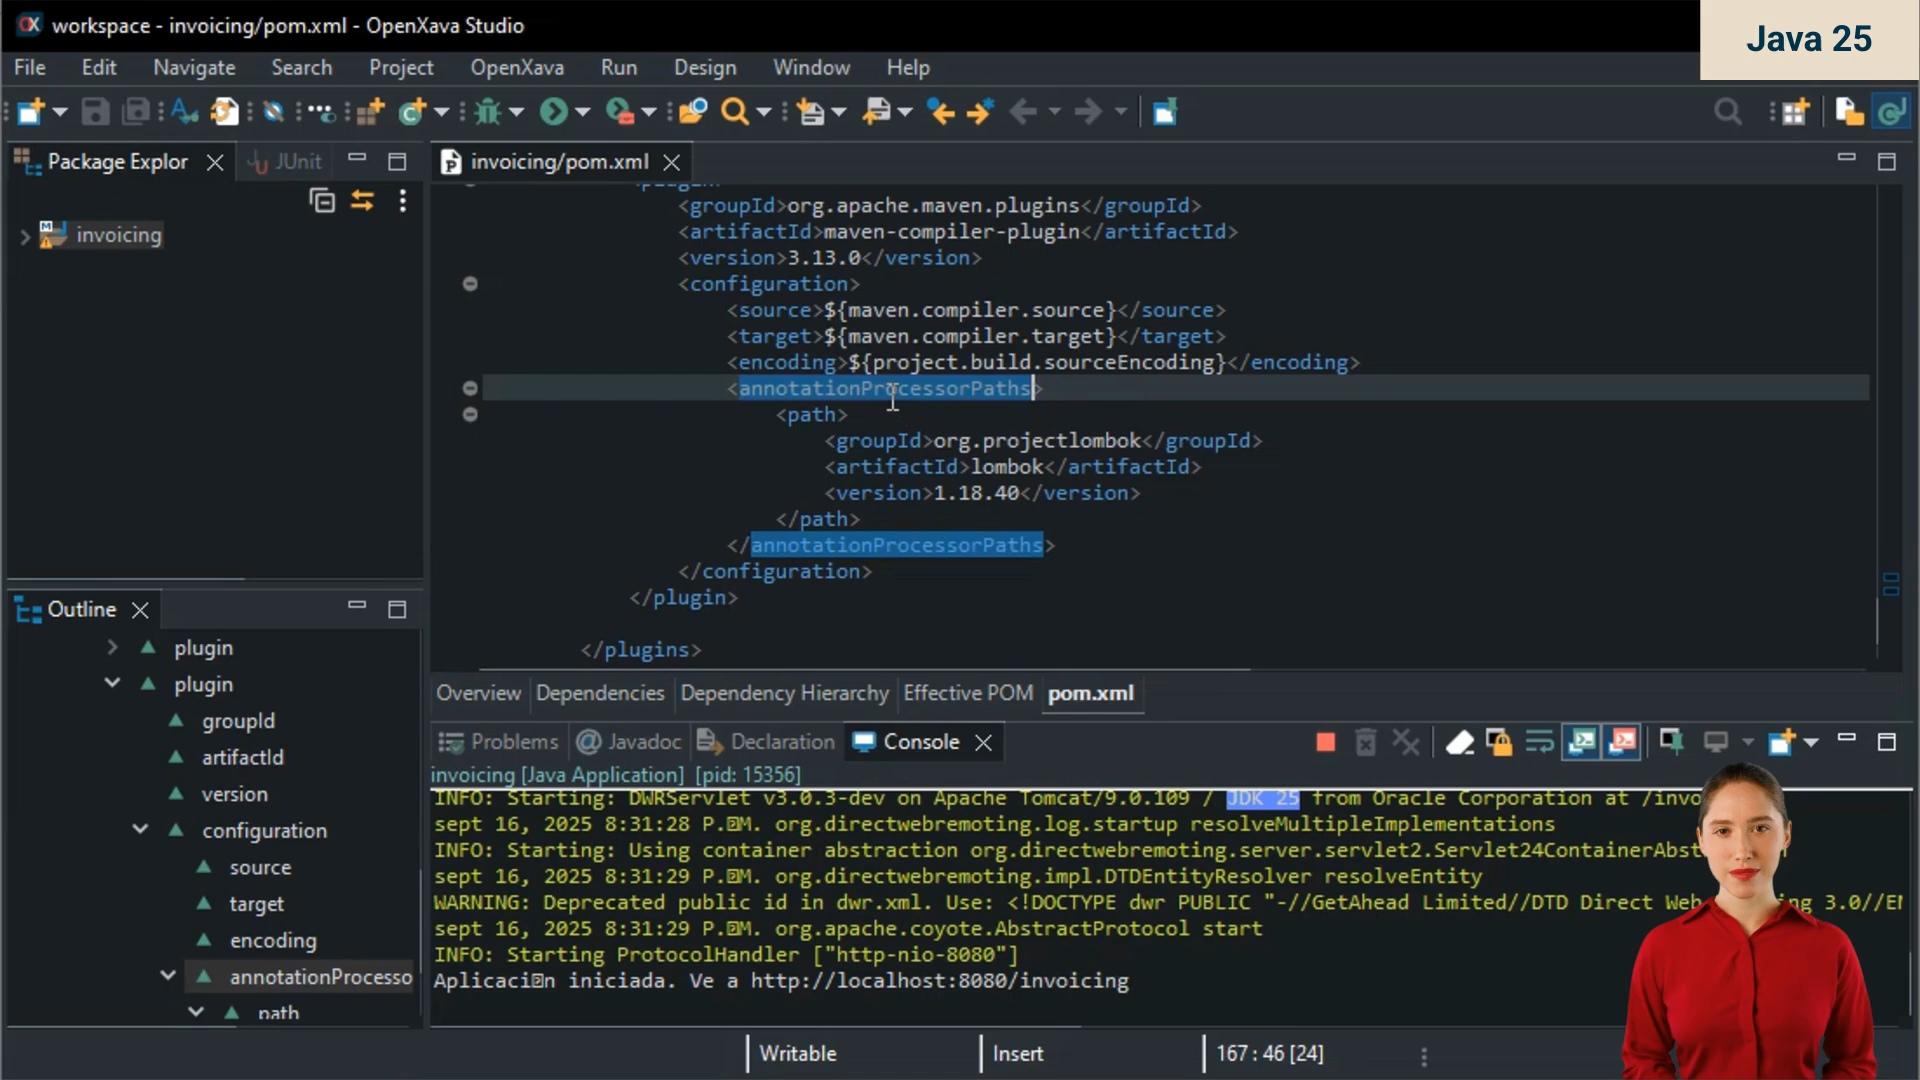 workspace - invoicing/pom.xml - OpenXava Studio
Java 25
File Edit Navigate Search Project OpenXava Run Design Window Help
Package Explor
JUnit
invoicing
invoicing/pom.xml
<groupId>org.apache.maven.plugins</groupId>
<artifactId>maven-compiler-plugin</artifactId>
<version>3.13.0</version>
<configuration>
<source>${maven.compiler.source}</source>
<target>${maven.compiler.target}</target>
<encoding>${project.build.sourceEncoding}</encoding>
<annotationProcessorPaths>
<path>
<groupId>org.projectlombok</groupId>
<artifactId>lombok</artifactId>
<version>1.18.40</version>
</path>
</annotationProcessorPaths>
</configuration>
</plugin>
</plugins>
Overview Dependencies Dependency Hierarchy Effective POM pom.xml
Outline
plugin
plugin
groupId
artifactId
version
configuration
source
target
encoding
annotationProcesso
path
Problems @ Javadoc Declaration Console
invoicing [Java Application] [pid: 15356]
INFO: Starting: DWRServlet v3.0.3-dev on Apache Tomcat/9.0.109 / JDK 25 from Oracle Corporation at /invo
sept 16, 2025 8:31:28 P.M. org.directwebremoting.log.startup resolveMultipleImplementations
INFO: Starting: Using container abstraction org.directwebremoting.server.servlet2.Servlet24ContainerAbst
sept 16, 2025 8:31:29 P.M. org.directwebremoting.impl.DTDEntityResolver resolveEntity
WARNING: Deprecated public id in dwr.xml. Use: <!DOCTYPE dwr PUBLIC "-//GetAhead Limited//DTD Direct Web ng 3.0//E
sept 16, 2025 8:31:29 P.M. org.apache.coyote.AbstractProtocol start
INFO: Starting ProtocolHandler ["http-nio-8080"]
Aplicaci�n iniciada. Ve a http://localhost:8080/invoicing
Writable
Insert
167 : 46 [24]